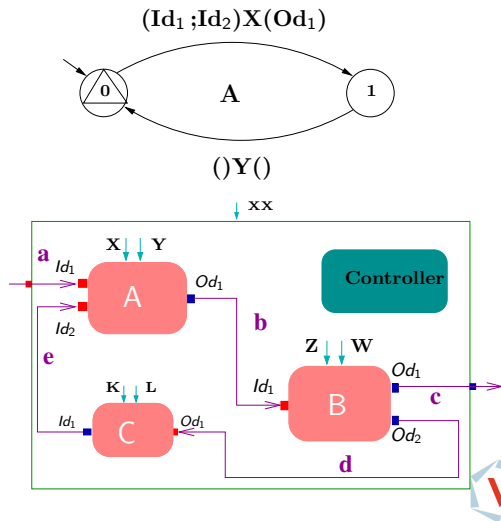 (Id₁ ;Id₂)X(Od₁)
0
A
1
()Y()
XX
a
X Y
Id₁
Od₁
Controller
A
Id₂
b
e
Z W
Od₁
K L
Id₁
B
c
Id₁
Od₁
C
Od₂
d